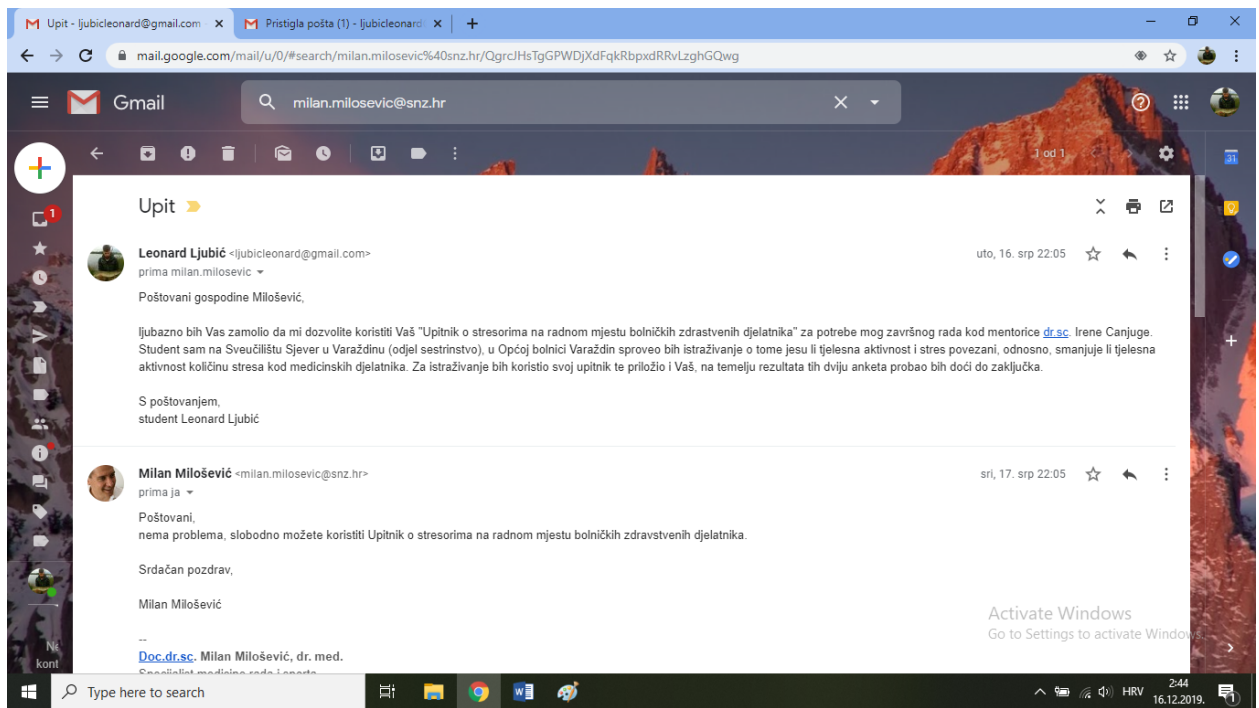 Upit - ljubicleonard@gmail.com
Pristigla pošta (1) - ljubicleonard
mail.google.com/mail/u/0/#search/milan.milosevic%40snz.hr/QgrcJHsTgGPWDjXdFqkRbpxdRRvLzghGQwg
Gmail
milan.milosevic@snz.hr
1 od 1
31
1
Upit
Leonard Ljubić <ljubicleonard@gmail.com>
uto, 16. srp 22:05
prima milan.milosevic
Poštovani gospodine Milošević,
ljubazno bih Vas zamolio da mi dozvolite koristiti Vaš "Upitnik o stresorima na radnom mjestu bolničkih zdrastvenih djelatnika" za potrebe mog završnog rada kod mentorice dr.sc. Irene Canjuge.
Student sam na Sveučilištu Sjever u Varaždinu (odjel sestrinstvo), u Općoj bolnici Varaždin sproveo bih istraživanje o tome jesu li tjelesna aktivnost i stres povezani, odnosno, smanjuje li tjelesna
aktivnost količinu stresa kod medicinskih djelatnika. Za istraživanje bih koristio svoj upitnik te priložio i Vaš, na temelju rezultata tih dviju anketa probao bih doći do zaključka.
S poštovanjem,
student Leonard Ljubić
Milan Milošević <milan.milosevic@snz.hr>
sri, 17. srp 22:05
prima ja
Poštovani,
nema problema, slobodno možete koristiti Upitnik o stresorima na radnom mjestu bolničkih zdravstvenih djelatnika.
Srdačan pozdrav,
Milan Milošević
--
Doc.dr.sc. Milan Milošević, dr. med.
Specijalist medicine rada i sporta
Activate Windows
Go to Settings to activate Windows.
kont
Type here to search
HRV
2:44
16.12.2019.
1